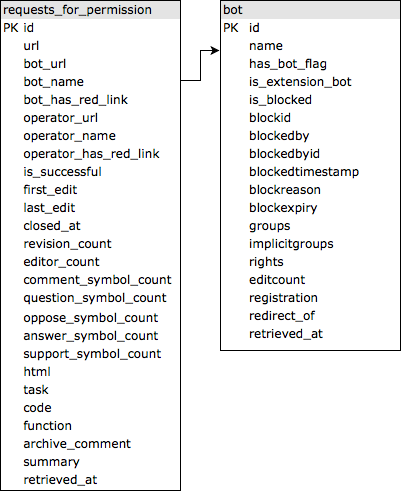 requests_for_permission
PK id
url
bot_url
bot_name
bot_has_red_link
operator_url
operator_name
operator_has_red_link
is_successful
first_edit
last_edit
closed_at
revision_count
editor_count
comment_symbol_count
question_symbol_count
oppose_symbol_count
answer_symbol_count
support_symbol_count
html
task
code
function
archive_comment
summary
retrieved_at
bot
PK id
name
has_bot_flag
is_extension_bot
is_blocked
blockid
blockedby
blockedbyid
blockedtimestamp
blockreason
blockexpiry
groups
implicitgroups
rights
editcount
registration
redirect_of
retrieved_at